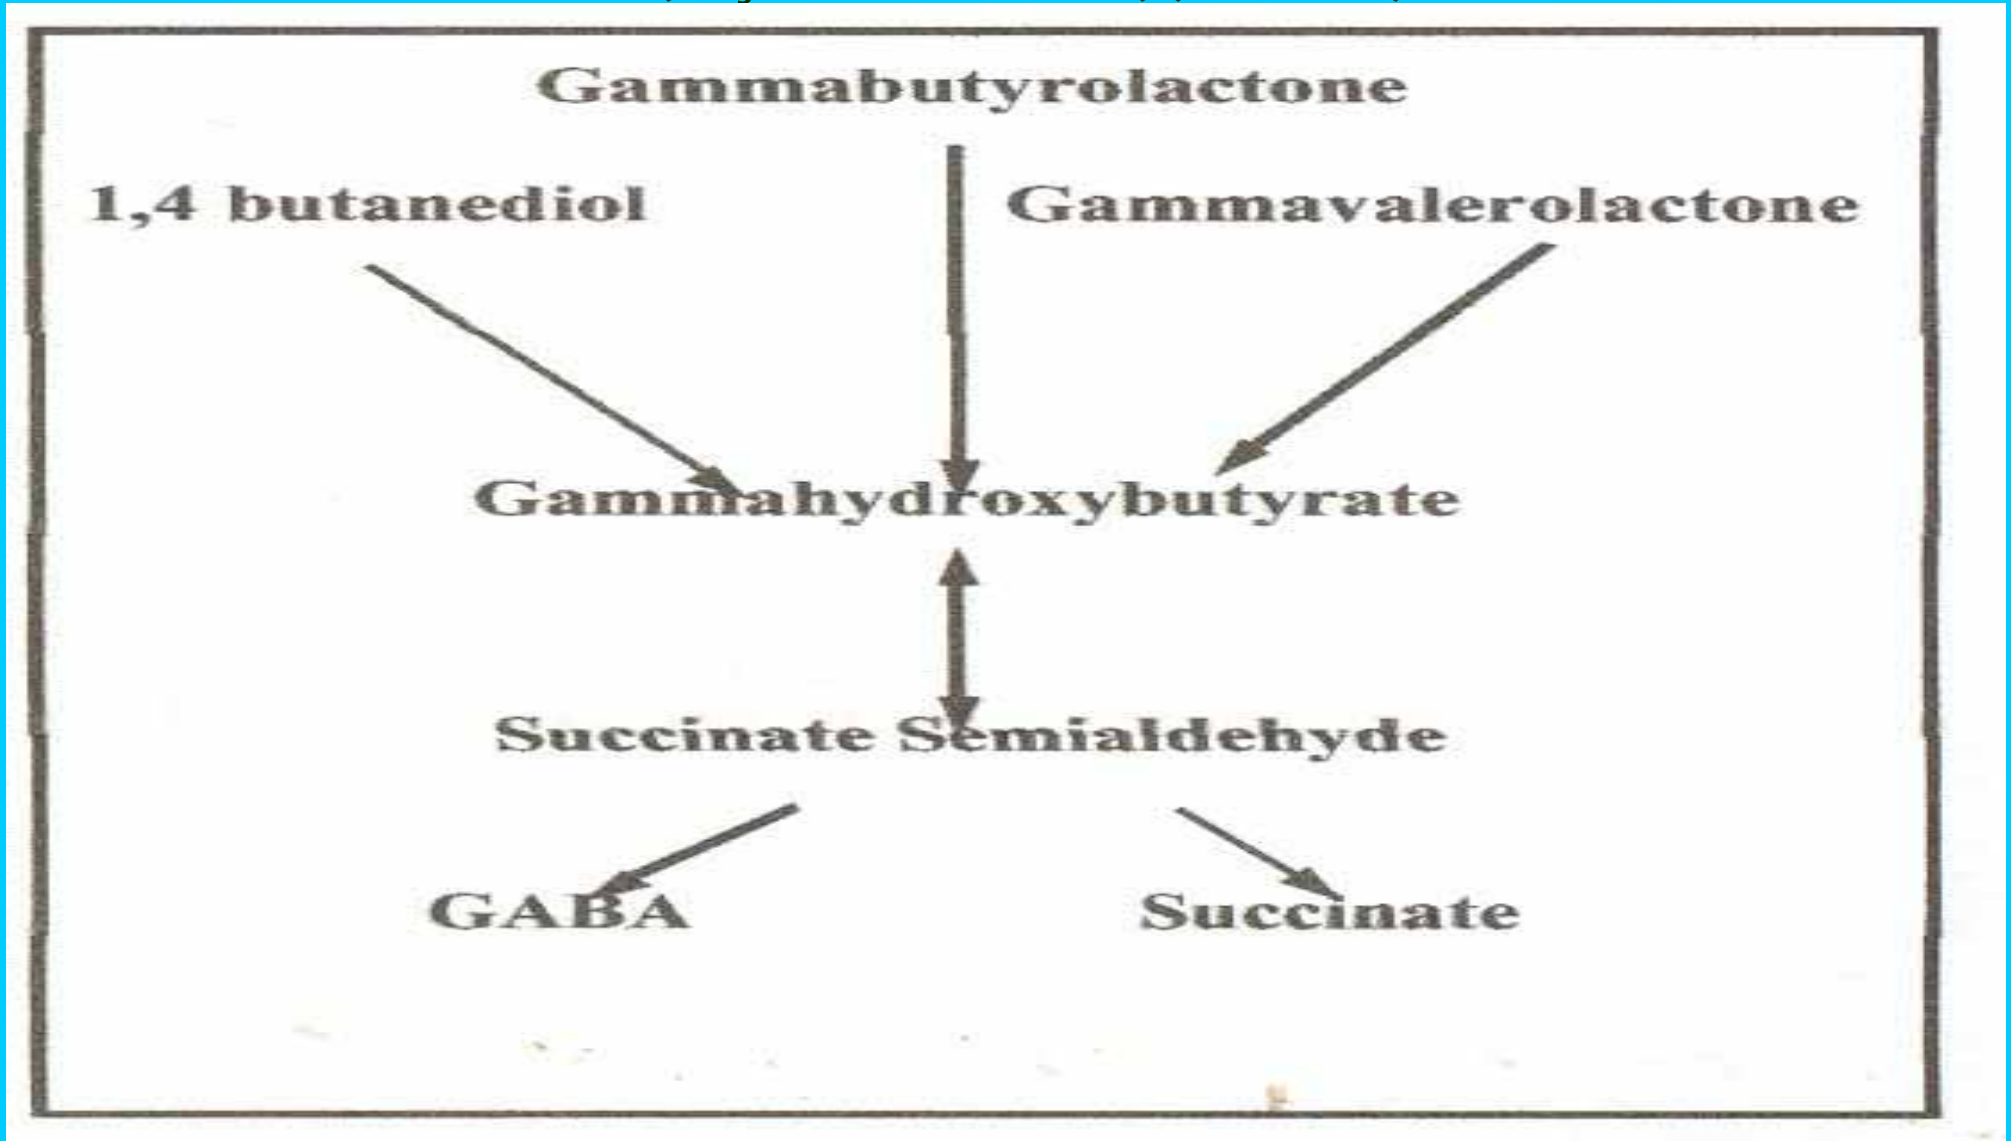 Gammabutyrolactone
1,4 butanediol
Gammavalerolactone
Gammahydroxybutyrate
Succinate Semialdehyde
GABA
Succinate